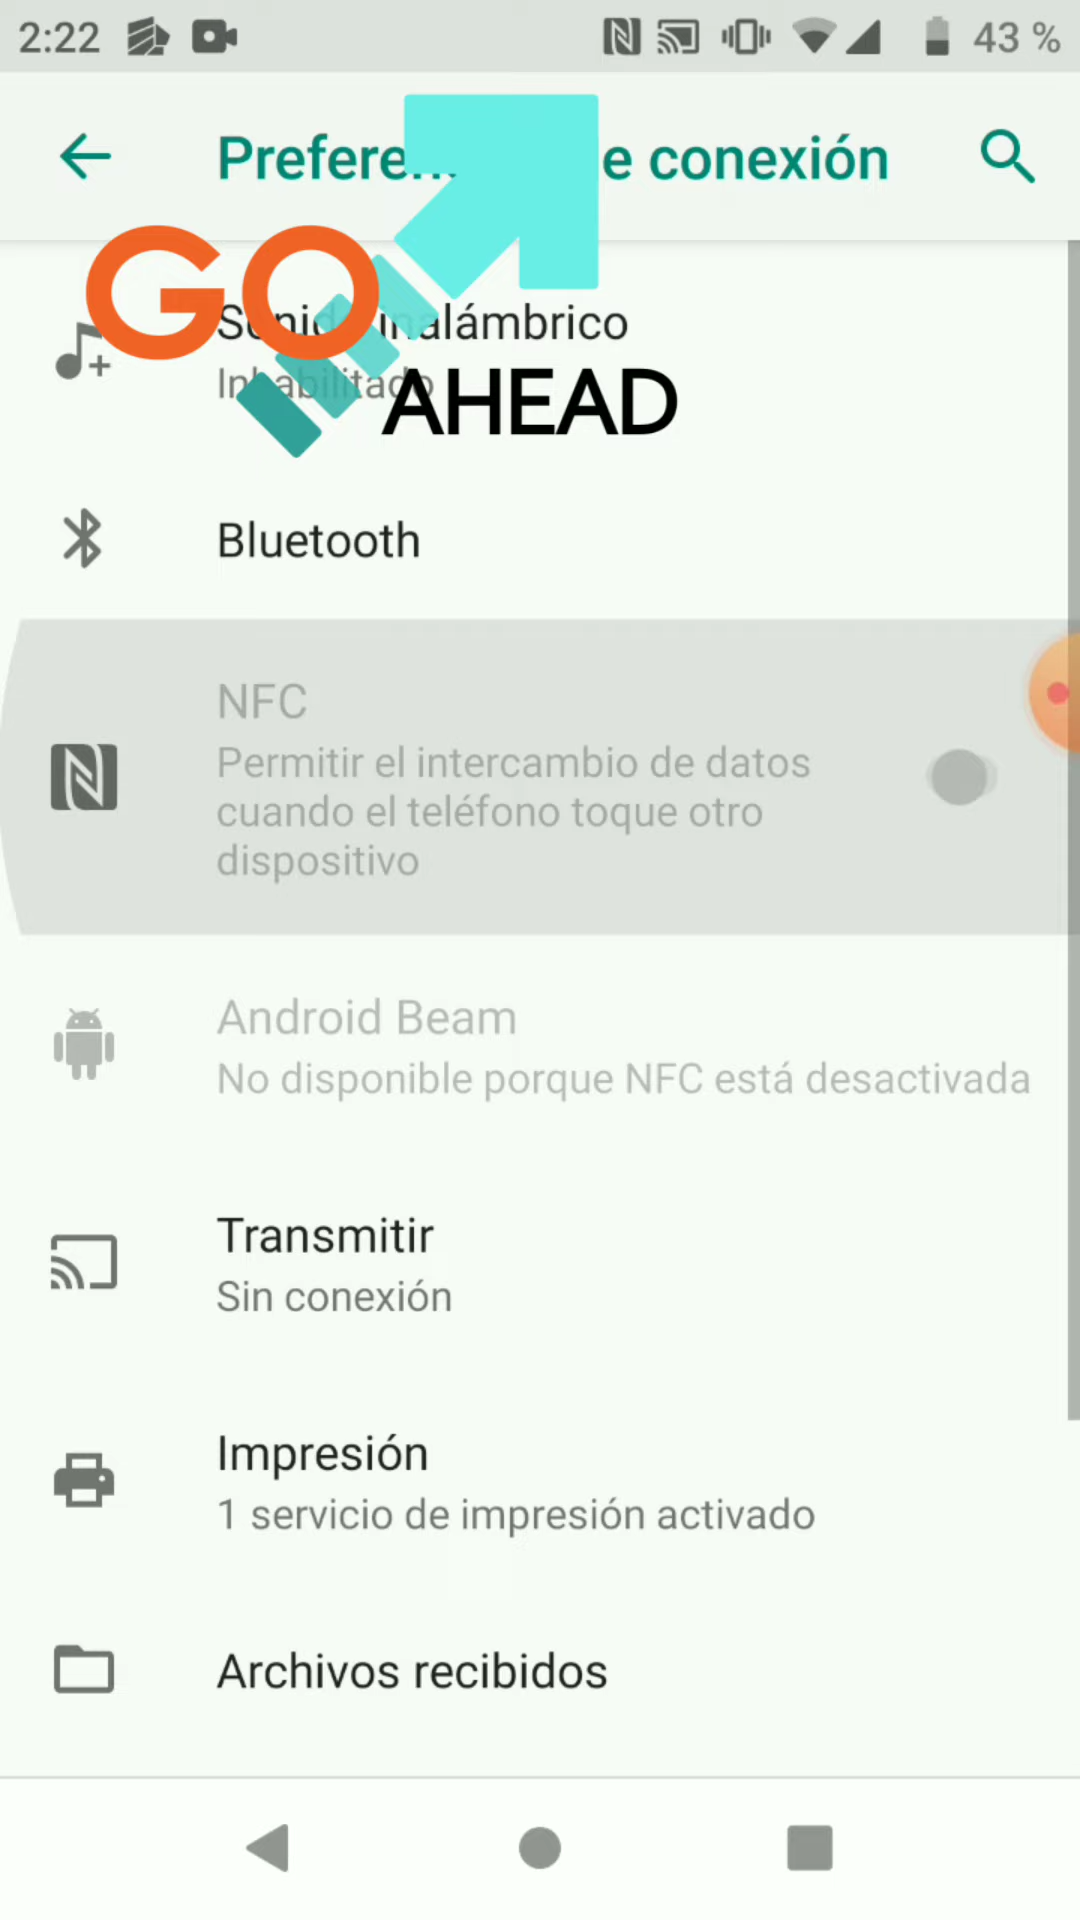 2:22
43 %
e conexión
GO
AHEAD
inalámbrico
Inhabilitado
Bluetooth
NFC
Permitir el intercambio de datos
cuando el teléfono toque otro
dispositivo
Android Beam
No disponible porque NFC está desactivada
Transmitir
Sin conexión
Impresión
1 servicio de impresión activado
Archivos recibidos